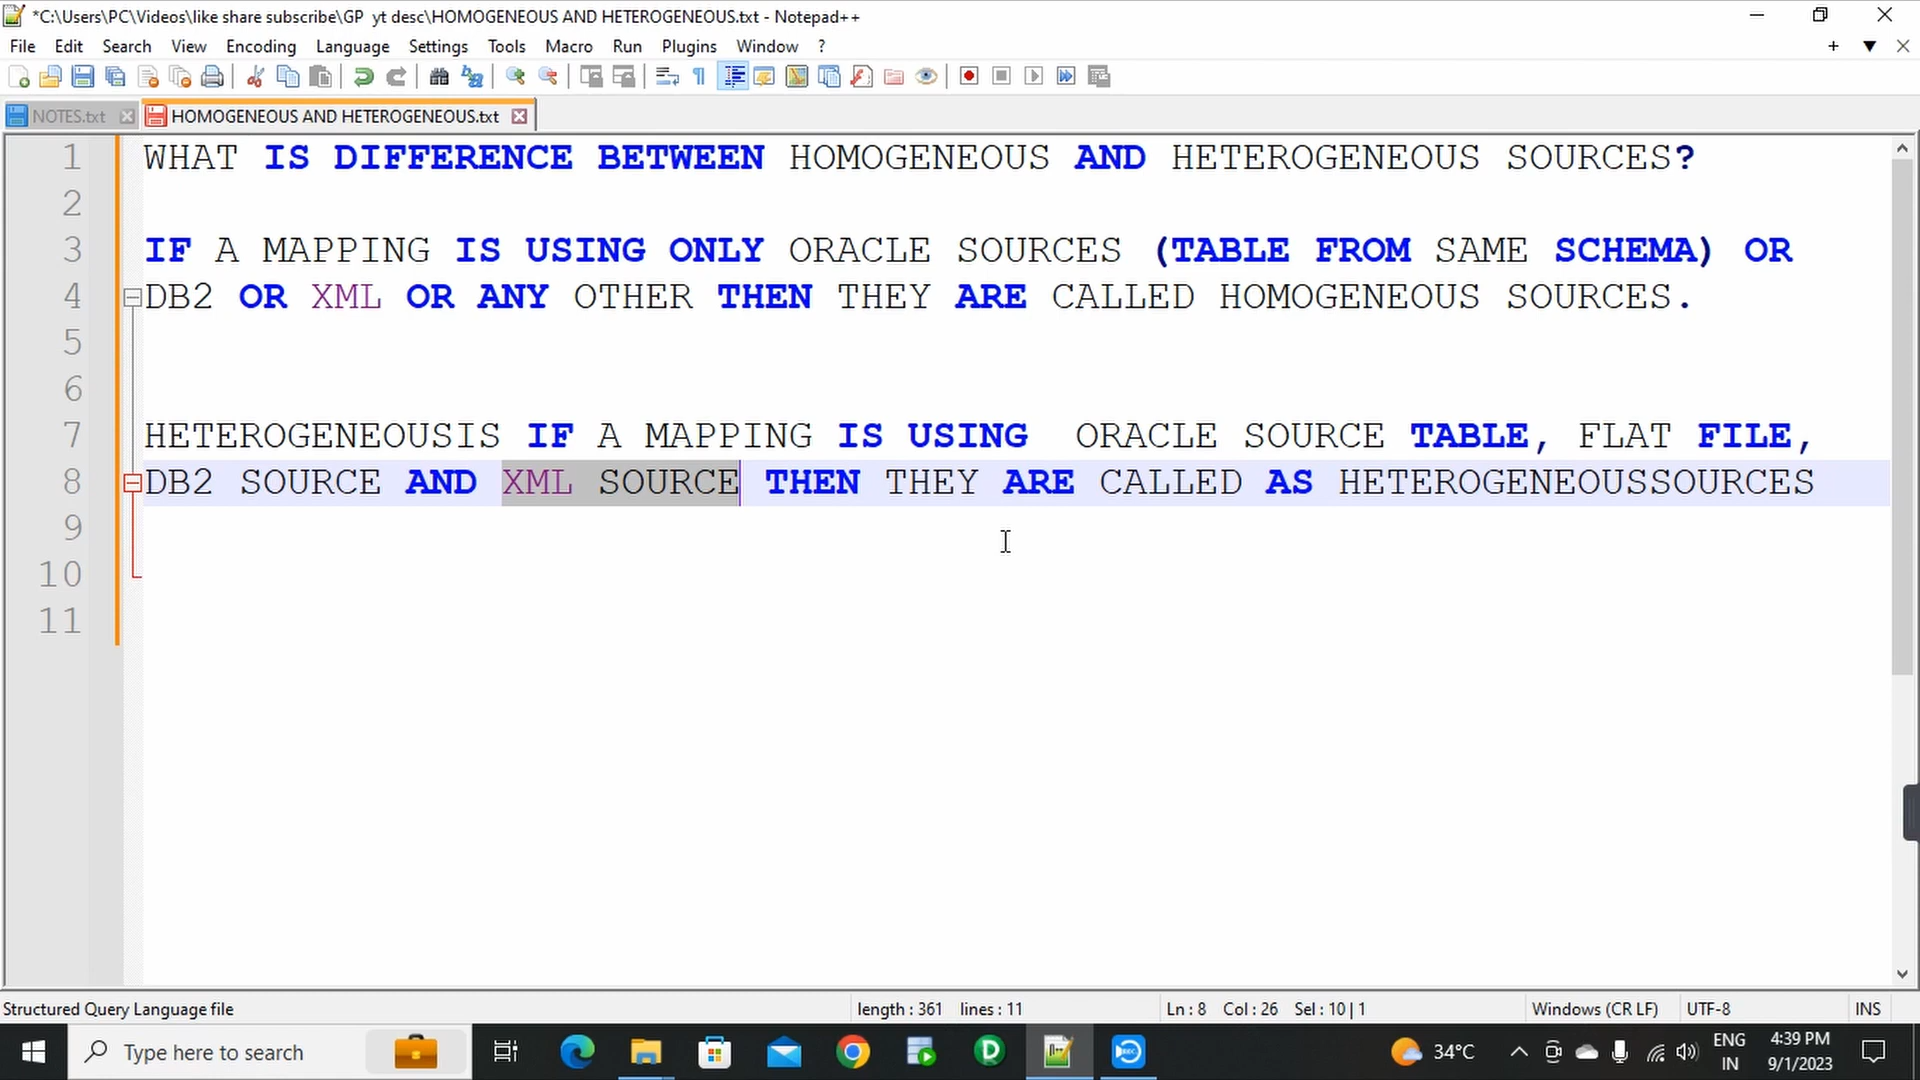 *C:\Users\PC\Videos\like share subscribe\GP  yt desc\HOMOGENEOUS AND HETEROGENEOUS.txt - Notepad++
File Edit Search View Encoding Language Settings Tools Macro Run Plugins Window ?
NOTES.txt HOMOGENEOUS AND HETEROGENEOUS.txt
1 WHAT IS DIFFERENCE BETWEEN HOMOGENEOUS AND HETEROGENEOUS SOURCES?
2
3 IF A MAPPING IS USING ONLY ORACLE SOURCES (TABLE FROM SAME SCHEMA) OR
4 DB2 OR XML OR ANY OTHER THEN THEY ARE CALLED HOMOGENEOUS SOURCES.
5
6
7 HETEROGENEOUSIS IF A MAPPING IS USING  ORACLE SOURCE TABLE, FLAT FILE,
8 DB2 SOURCE AND XML SOURCE THEN THEY ARE CALLED AS HETEROGENEOUSSOURCES
9
10
11
Structured Query Language file length : 361 lines : 11 Ln : 8 Col : 26 Sel : 10 | 1 Windows (CR LF) UTF-8 INS
Type here to search REC 34°C ENG 4:39 PM
IN 9/1/2023